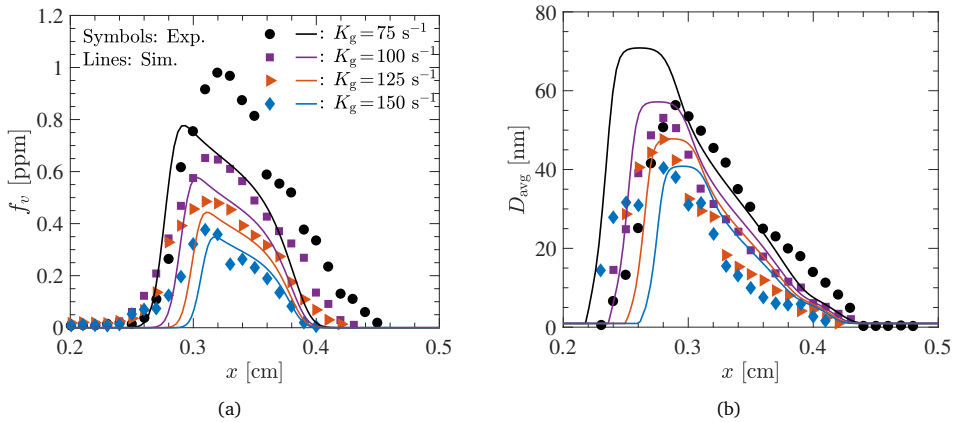 Symbols: Exp.
Lines: Sim.
: K_g = 75 s⁻¹
: K_g = 100 s⁻¹
: K_g = 125 s⁻¹
: K_g = 150 s⁻¹
f_v [ppm]
1.2
1
0.8
0.6
0.4
0.2
0
0.2 0.3 0.4 0.5
x [cm]
(a)
D_avg [nm]
80
60
40
20
0
0.2 0.3 0.4 0.5
x [cm]
(b)